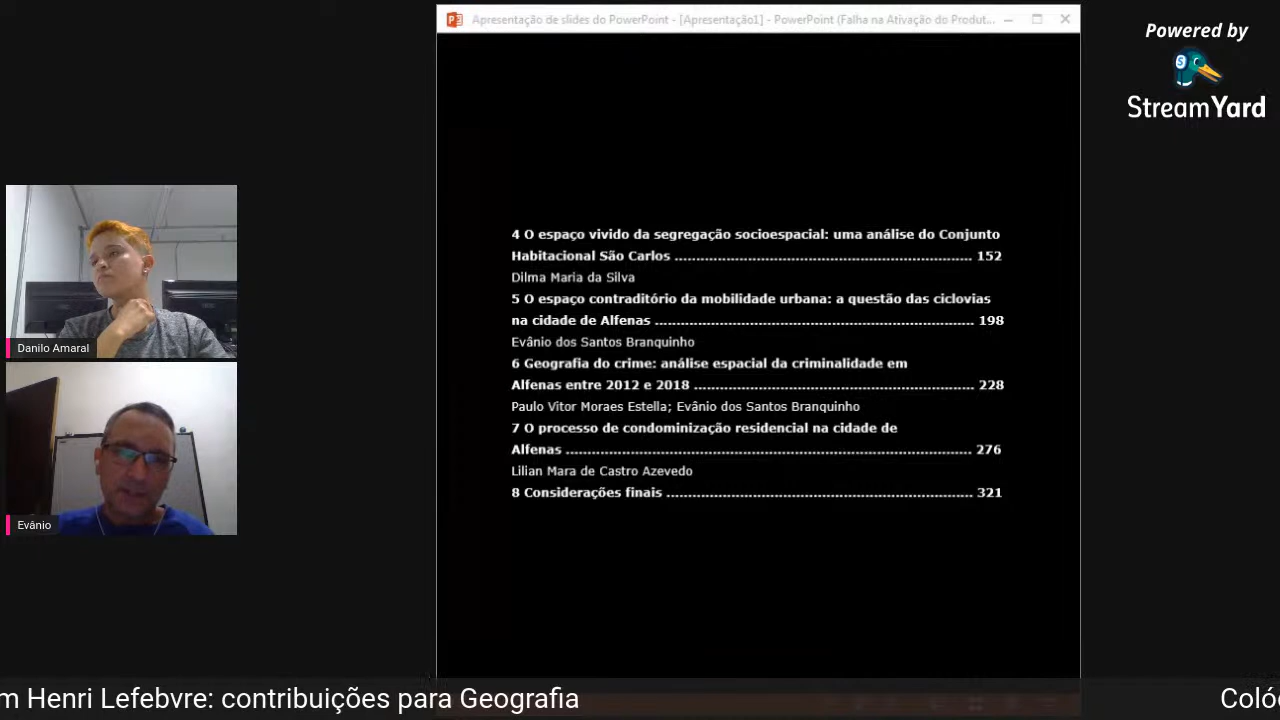 Apresentação de slides do PowerPoint - [Apresentação1] - PowerPoint (Falha na Ativação do Produt...
Powered by
StreamYard
4 O espaço vivido da segregação socioespacial: uma análise do Conjunto
Habitacional São Carlos ..................................................................... 152
Dilma Maria da Silva
5 O espaço contraditório da mobilidade urbana: a questão das ciclovias
na cidade de Alfenas .......................................................................... 198
Evânio dos Santos Branquinho
6 Geografia do crime: análise espacial da criminalidade em
Alfenas entre 2012 e 2018 ................................................................. 228
Paulo Vitor Moraes Estella; Evânio dos Santos Branquinho
7 O processo de condominização residencial na cidade de
Alfenas .............................................................................................. 276
Lilian Mara de Castro Azevedo
8 Considerações finais ....................................................................... 321
Danilo Amaral
Evânio
m Henri Lefebvre: contribuições para Geografia
Coló